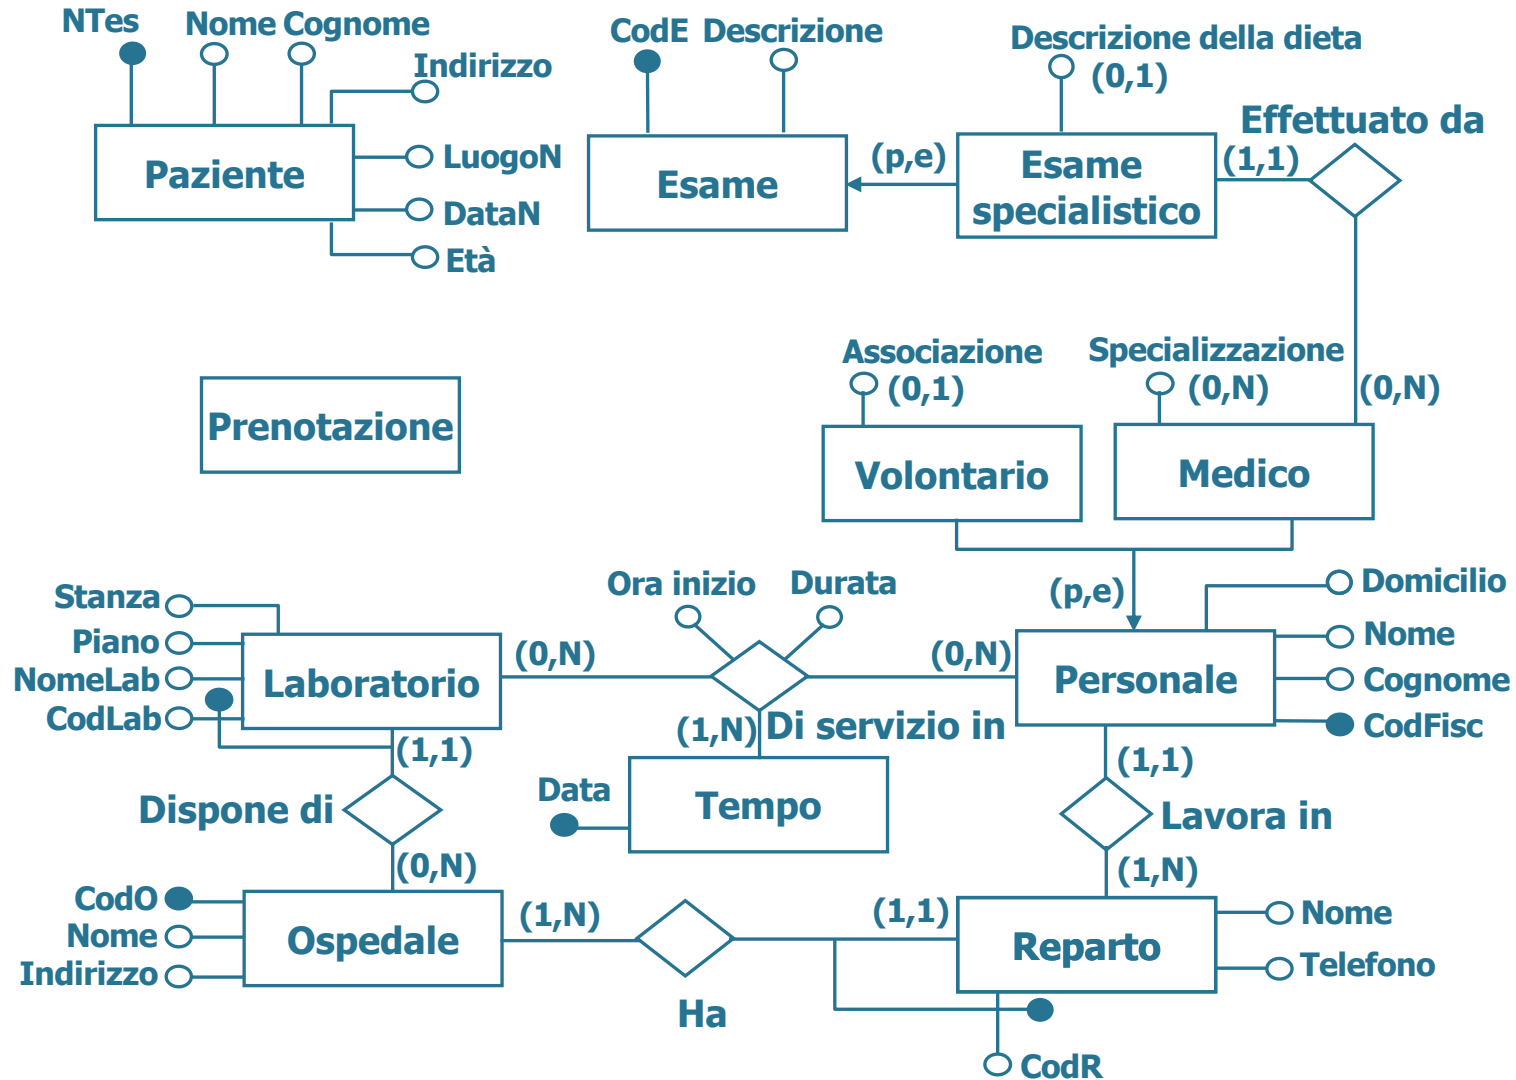 NTes
Nome Cognome
Indirizzo
LuogoN
DataN
Età
Paziente
CodE
Descrizione
Esame
(p,e)
Descrizione della dieta
(0,1)
Esame
specialistico
(1,1)
Effettuato da
(0,N)
Prenotazione
Associazione
(0,1)
Volontario
Specializzazione
(0,N)
Medico
(p,e)
Stanza
Piano
NomeLab
CodLab
Laboratorio
(0,N)
Ora inizio
Durata
(0,N)
Di servizio in
(1,N)
Personale
Domicilio
Nome
Cognome
CodFisc
(1,1)
Dispone di
(0,N)
Data
Tempo
(1,1)
Lavora in
(1,N)
CodO
Nome
Indirizzo
Ospedale
(1,N)
Ha
(1,1)
Reparto
Nome
Telefono
CodR